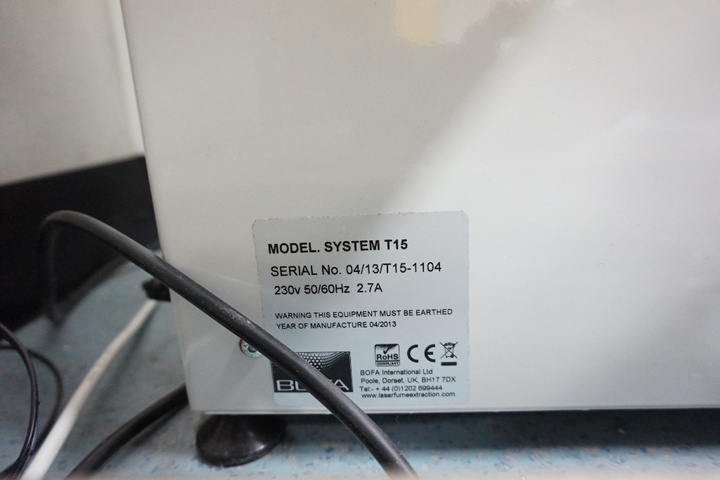 MODEL. SYSTEM T15
SERIAL No. 04/13/T15-1104
230v 50/60Hz 2.7A
WARNING THIS EQUIPMENT MUST BE EARTHED
YEAR OF MANUFACTURE 04/2013
RoHS
COMPLIANT
CE
BOFA
BOFA International Ltd
Poole, Dorset, UK, BH17 7DX
Tel:- + 44 (0)1202 699444
www.laserfumeextraction.com